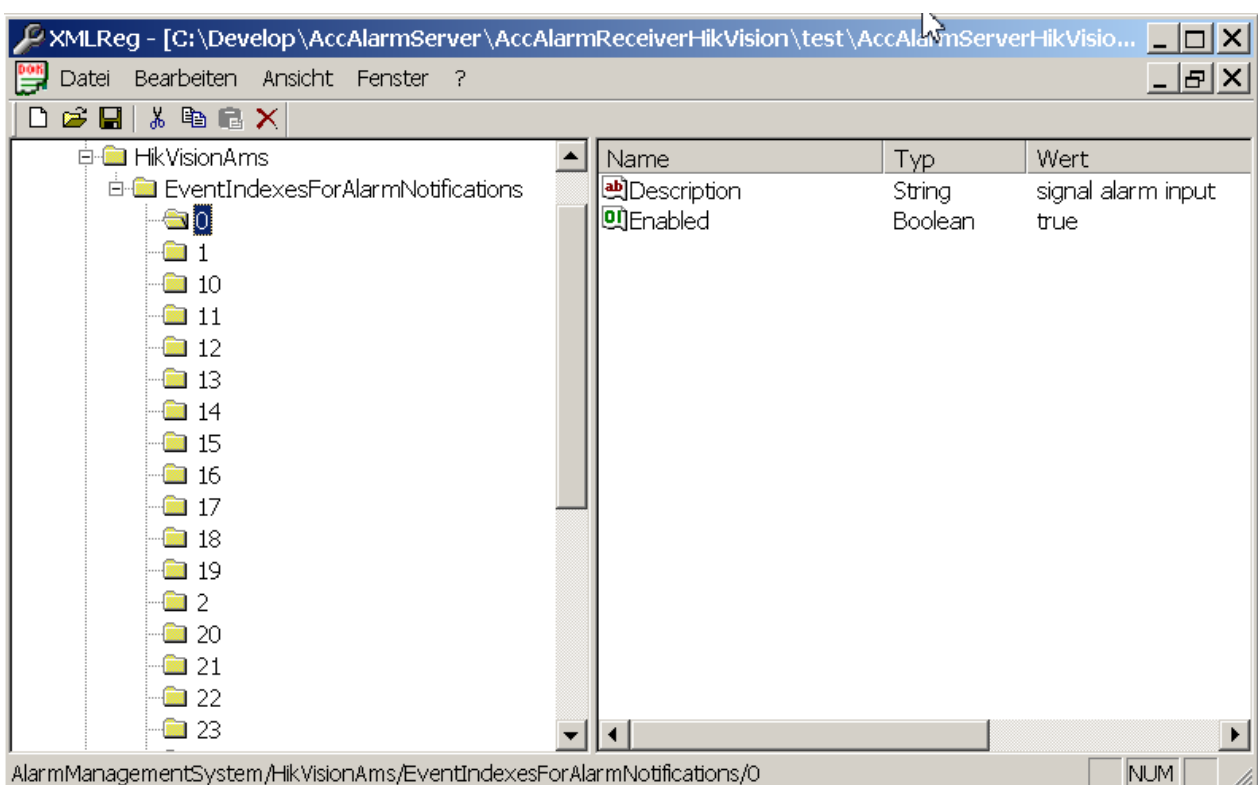 XMLReg - [C:\Develop\AccAlarmServer\AccAlarmReceiverHikVision\test\AccAlarmServerHikVisio...
Datei Bearbeiten Ansicht Fenster ?
HikVisionAms
EventIndexesForAlarmNotifications
0
1
10
11
12
13
14
15
16
17
18
19
2
20
21
22
23
Name Typ Wert
Description String signal alarm input
Enabled Boolean true
AlarmManagementSystem/HikVisionAms/EventIndexesForAlarmNotifications/0
NUM